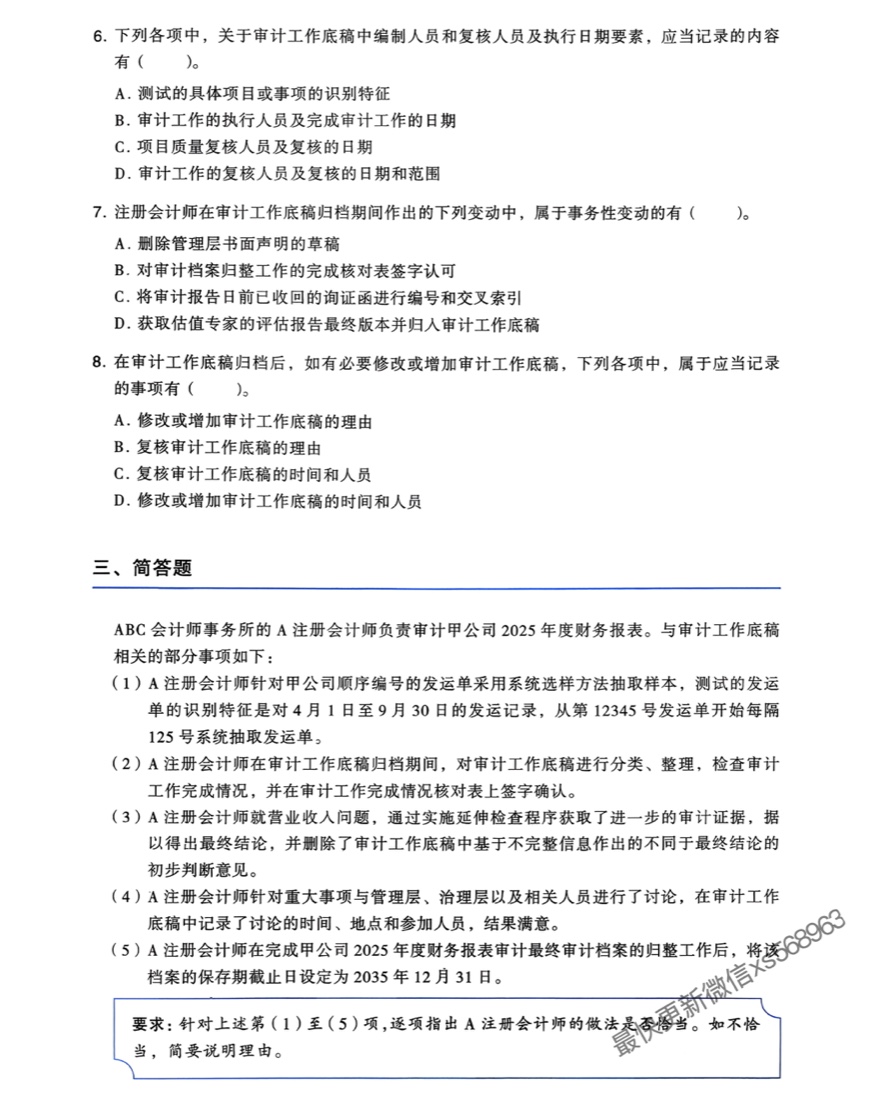 6. 下列各项中，关于审计工作底稿中编制人员和复核人员及执行日期要素，应当记录的内容
有（　　）。
A. 测试的具体项目或事项的识别特征
B. 审计工作的执行人员及完成审计工作的日期
C. 项目质量复核人员及复核的日期
D. 审计工作的复核人员及复核的日期和范围
7. 注册会计师在审计工作底稿归档期间作出的下列变动中，属于事务性变动的有（　　）。
A. 删除管理层书面声明的草稿
B. 对审计档案归整工作的完成核对表签字认可
C. 将审计报告日前已收回的询证函进行编号和交叉索引
D. 获取估值专家的评估报告最终版本并归入审计工作底稿
8. 在审计工作底稿归档后，如有必要修改或增加审计工作底稿，下列各项中，属于应当记录
的事项有（　　）。
A. 修改或增加审计工作底稿的理由
B. 复核审计工作底稿的理由
C. 复核审计工作底稿的时间和人员
D. 修改或增加审计工作底稿的时间和人员
三、简答题
ABC 会计师事务所的 A 注册会计师负责审计甲公司 2025 年度财务报表。与审计工作底稿
相关的部分事项如下：
（1）A 注册会计师针对甲公司顺序编号的发运单采用系统选样方法抽取样本，测试的发运
单的识别特征是对 4 月 1 日至 9 月 30 日的发运记录，从第 12345 号发运单开始每隔
125 号系统抽取发运单。
（2）A 注册会计师在审计工作底稿归档期间，对审计工作底稿进行分类、整理，检查审计
工作完成情况，并在审计工作完成情况核对表上签字确认。
（3）A 注册会计师就营业收入问题，通过实施延伸检查程序获取了进一步的审计证据，据
以得出最终结论，并删除了审计工作底稿中基于不完整信息作出的不同于最终结论的
初步判断意见。
（4）A 注册会计师针对重大事项与管理层、治理层以及相关人员进行了讨论，在审计工作
底稿中记录了讨论的时间、地点和参加人员，结果满意。
（5）A 注册会计师在完成甲公司 2025 年度财务报表审计最终审计档案的归整工作后，将该
档案的保存期截止日设定为 2035 年 12 月 31 日。
要求：针对上述第（1）至（5）项，逐项指出 A 注册会计师的做法是否恰当。如不恰
当，简要说明理由。
最快更新微信xs568963